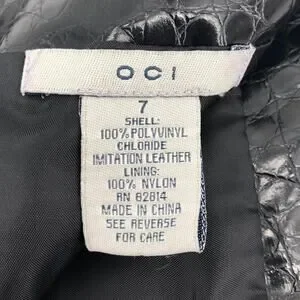 OCI
7
SHELL:
100% POLYVINYL
CHLORIDE
IMITATION LEATHER
LINING:
100% NYLON
RN 82814
MADE IN CHINA
SEE REVERSE
FOR CARE